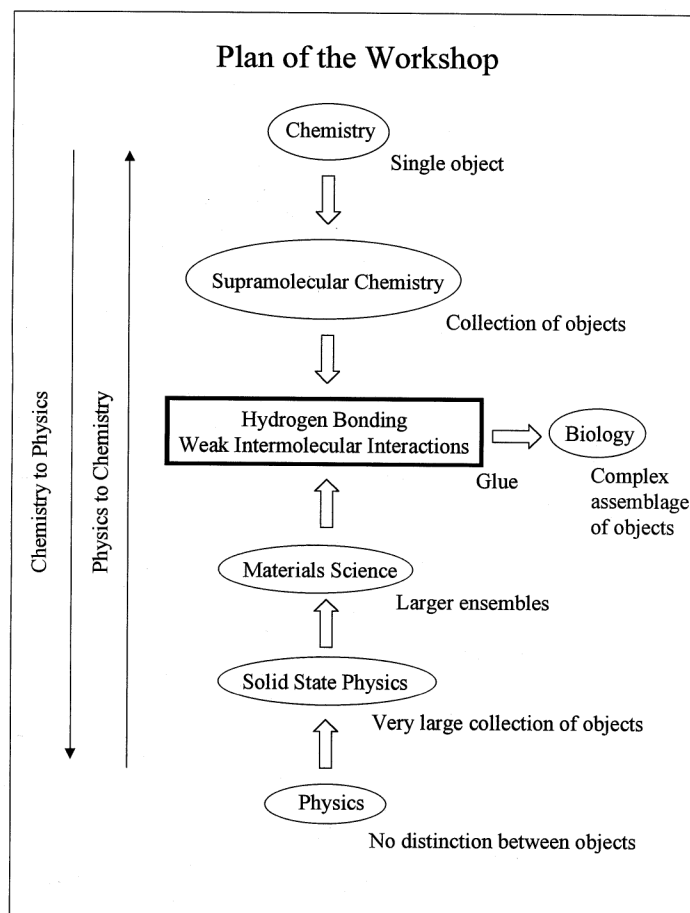 Plan of the Workshop
Chemistry
Single object
Supramolecular Chemistry
Collection of objects
Hydrogen Bonding
Weak Intermolecular Interactions
Glue
Biology
Complex
assemblage
of objects
Materials Science
Larger ensembles
Solid State Physics
Very large collection of objects
Physics
No distinction between objects
Chemistry to Physics
Physics to Chemistry